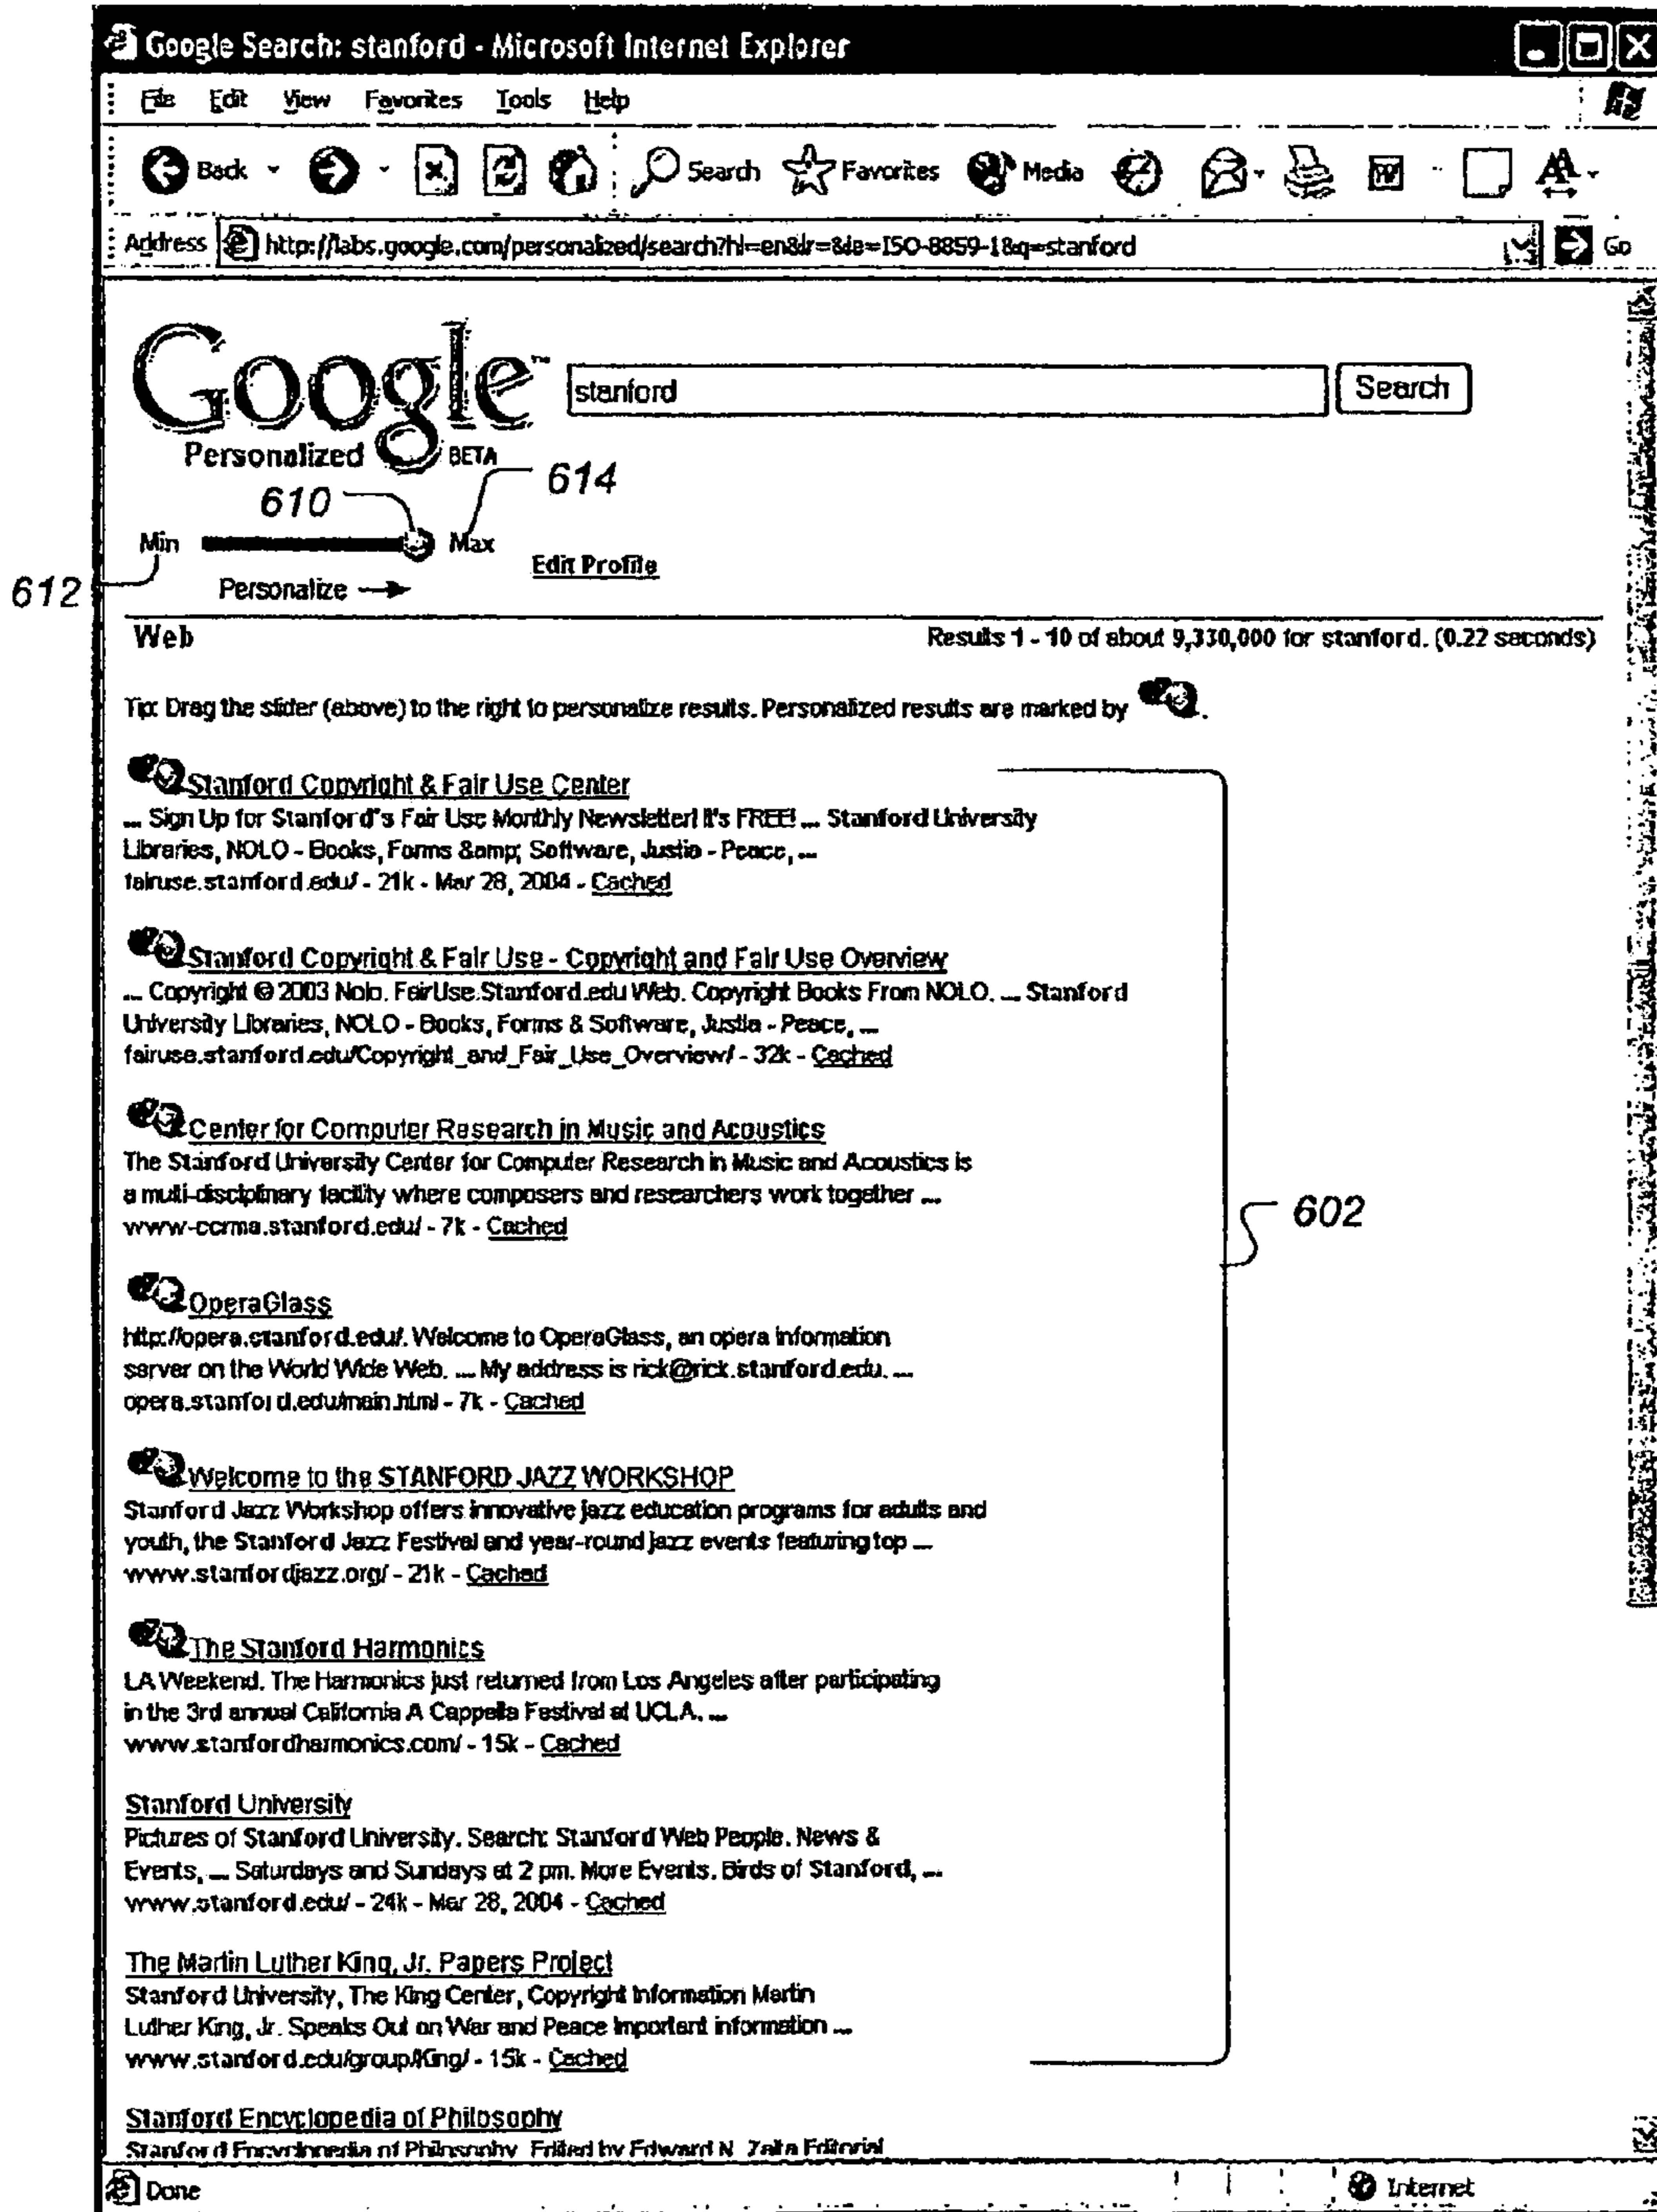 Google Search: stanford - Microsoft Internet Explorer
File Edit View Favorites Tools Help
Back Search Favorites Media
Address http://labs.google.com/personalized/search?hl=en&lr=&ie=ISO-8859-1&q=stanford Go
Google™ stanford Search
Personalized BETA
614
610
Min Max
Edit Profile
612
Personalize
Web Results 1 - 10 of about 9,330,000 for stanford. (0.22 seconds)
Tip: Drag the slider (above) to the right to personalize results. Personalized results are marked by .
Stanford Copyright & Fair Use Center
... Sign Up for Stanford's Fair Use Monthly Newsletter! It's FREE! ... Stanford University
Libraries, NOLO - Books, Forms &amp; Software, Justia - Peace, ...
fairuse.stanford.edu/ - 21k - Mar 28, 2004 - Cached
Stanford Copyright & Fair Use - Copyright and Fair Use Overview
... Copyright © 2003 Nolo. FairUse.Stanford.edu Web. Copyright Books From NOLO. ... Stanford
University Libraries, NOLO - Books, Forms & Software, Justia - Peace, ...
fairuse.stanford.edu/Copyright_and_Fair_Use_Overview/ - 32k - Cached
Center for Computer Research in Music and Acoustics
The Stanford University Center for Computer Research in Music and Acoustics is
a multi-disciplinary facility where composers and researchers work together ...
www-ccrma.stanford.edu/ - 7k - Cached
602
OperaGlass
http://opera.stanford.edu/. Welcome to OperaGlass, an opera information
server on the World Wide Web. ... My address is rick@rick.stanford.edu. ...
opera.stanford.edu/main.html - 7k - Cached
Welcome to the STANFORD JAZZ WORKSHOP
Stanford Jazz Workshop offers innovative jazz education programs for adults and
youth, the Stanford Jazz Festival and year-round jazz events featuring top ...
www.stanfordjazz.org/ - 21k - Cached
The Stanford Harmonics
LA Weekend. The Harmonics just returned from Los Angeles after participating
in the 3rd annual California A Cappella Festival at UCLA. ...
www.stanfordharmonics.com/ - 15k - Cached
Stanford University
Pictures of Stanford University. Search: Stanford Web People. News &
Events, ... Saturdays and Sundays at 2 pm. More Events. Birds of Stanford, ...
www.stanford.edu/ - 24k - Mar 28, 2004 - Cached
The Martin Luther King, Jr. Papers Project
Stanford University, The King Center, Copyright Information Martin
Luther King, Jr. Speaks Out on War and Peace Important information ...
www.stanford.edu/group/King/ - 15k - Cached
Stanford Encyclopedia of Philosophy
Stanford Encyclopedia of Philosophy Edited by Edward N. Zalta Editorial
Done Internet